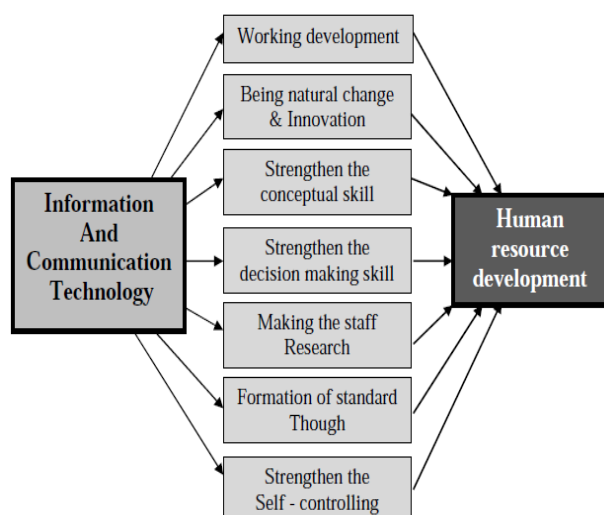 Working development
Being natural change
& Innovation
Strengthen the
conceptual skill
Information
And
Communication
Technology
Strengthen the
decision making skill
Human
resource
development
Making the staff
Research
Formation of standard
Though
Strengthen the
Self - controlling